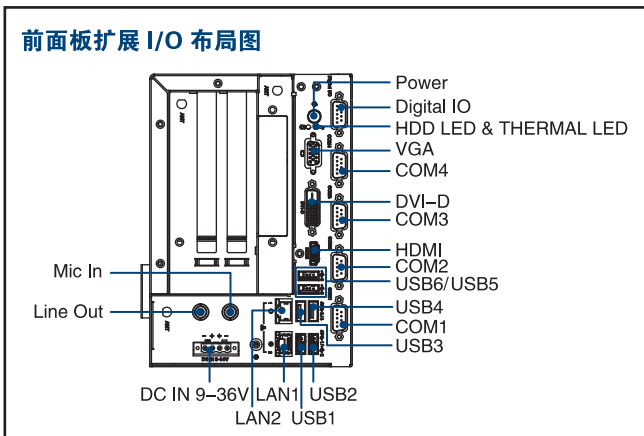 前面板扩展 I/O 布局图
Power
Digital IO
HDD LED & THERMAL LED
VGA
COM4
DVI–D
COM3
HDMI
COM2
USB6/USB5
USB4
COM1
USB3
Mic In
Line Out
DC IN 9–36V LAN1 USB2
LAN2 USB1